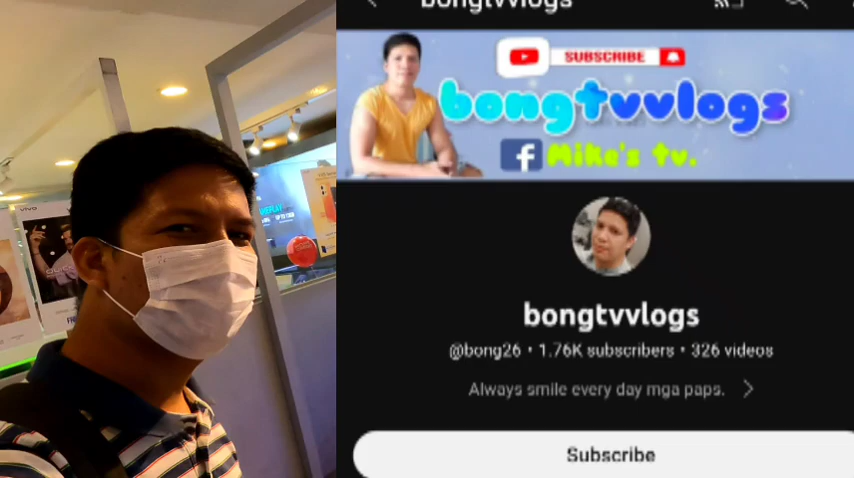 bongtvvlogs
SUBSCRIBE
bongtvvlogs
f Mike's tv.
bongtvvlogs
@bong26 • 1.76K subscribers • 326 videos
Always smile every day mga paps.
Subscribe
vivo